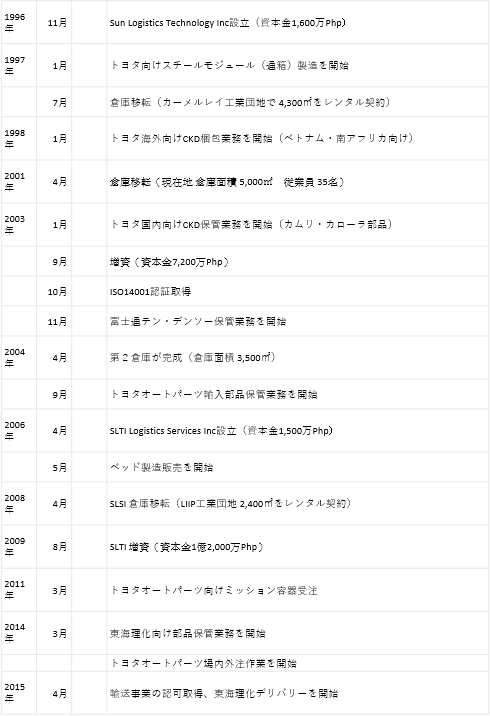 1996年 11月 Sun Logistics Technology Inc設立（資本金1,600万Php）
1997年 1月 トヨタ向けスチールモジュール（通箱）製造を開始
7月 倉庫移転（カーメルレイ工業団地で 4,300㎡をレンタル契約）
1998年 1月 トヨタ海外向けCKD梱包業務を開始（ベトナム・南アフリカ向け）
2001年 4月 倉庫移転（現在地 倉庫面積 5,000㎡　従業員 35名）
2003年 1月 トヨタ国内向けCKD保管業務を開始（カムリ・カローラ部品）
9月 増資（資本金7,200万Php）
10月 ISO14001認証取得
11月 富士通テン・デンソー保管業務を開始
2004年 4月 第２倉庫が完成（倉庫面積 3,500㎡）
9月 トヨタオートパーツ輸入部品保管業務を開始
2006年 4月 SLTI Logistics Services Inc設立（資本金1,500万Php）
5月 ベッド製造販売を開始
2008年 4月 SLSI 倉庫移転（LIIP工業団地 2,400㎡をレンタル契約）
2009年 8月 SLTI 増資（資本金1億2,000万Php）
2011年 3月 トヨタオートパーツ向けミッション容器受注
2014年 3月 東海理化向け部品保管業務を開始
トヨタオートパーツ場内外注作業を開始
2015年 4月 輸送事業の認可取得、東海理化デリバリーを開始